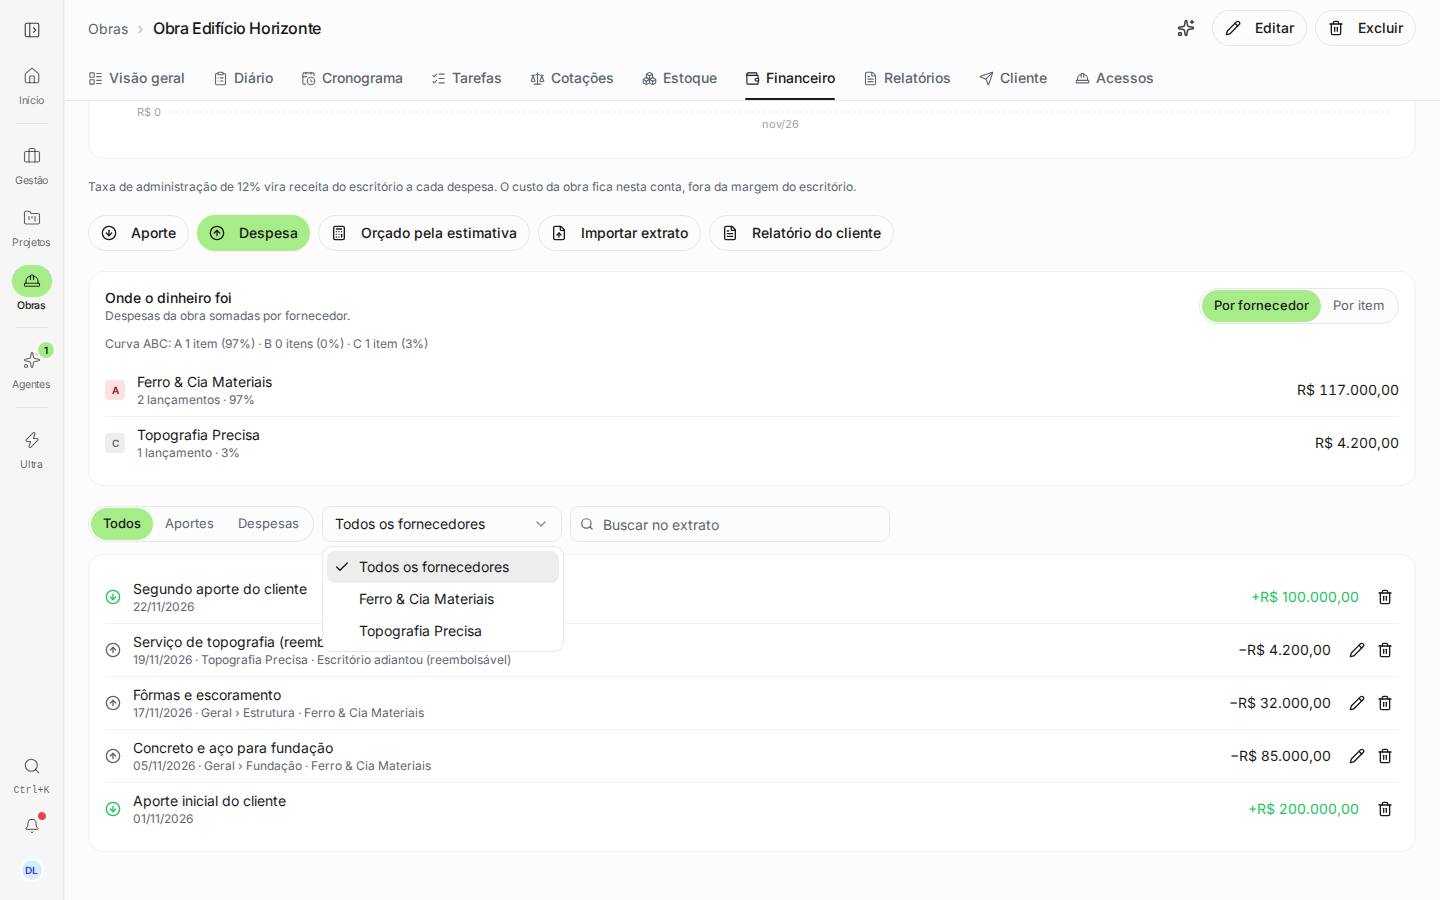 Obras › Obra Edifício Horizonte
Editar
Excluir
Visão geral
Diário
Cronograma
Tarefas
Cotações
Estoque
Financeiro
Relatórios
Cliente
Acessos
Início
Gestão
Projetos
Obras
1
Agentes
Ultra
Ctrl+K
DL
R$ 0
nov/26
Taxa de administração de 12% vira receita do escritório a cada despesa. O custo da obra fica nesta conta, fora da margem do escritório.
Aporte
Despesa
Orçado pela estimativa
Importar extrato
Relatório do cliente
Onde o dinheiro foi
Despesas da obra somadas por fornecedor.
Por fornecedor
Por item
Curva ABC: A 1 item (97%) · B 0 itens (0%) · C 1 item (3%)
A
Ferro & Cia Materiais
2 lançamentos · 97%
R$ 117.000,00
C
Topografia Precisa
1 lançamento · 3%
R$ 4.200,00
Todos
Aportes
Despesas
Todos os fornecedores
Buscar no extrato
Todos os fornecedores
Ferro & Cia Materiais
Topografia Precisa
Segundo aporte do cliente
22/11/2026
+R$ 100.000,00
Serviço de topografia
19/11/2026 · Topografia Precisa · Escritório adiantou (reembolsável)
−R$ 4.200,00
Fôrmas e escoramento
17/11/2026 · Geral › Estrutura · Ferro & Cia Materiais
−R$ 32.000,00
Concreto e aço para fundação
05/11/2026 · Geral › Fundação · Ferro & Cia Materiais
−R$ 85.000,00
Aporte inicial do cliente
01/11/2026
+R$ 200.000,00